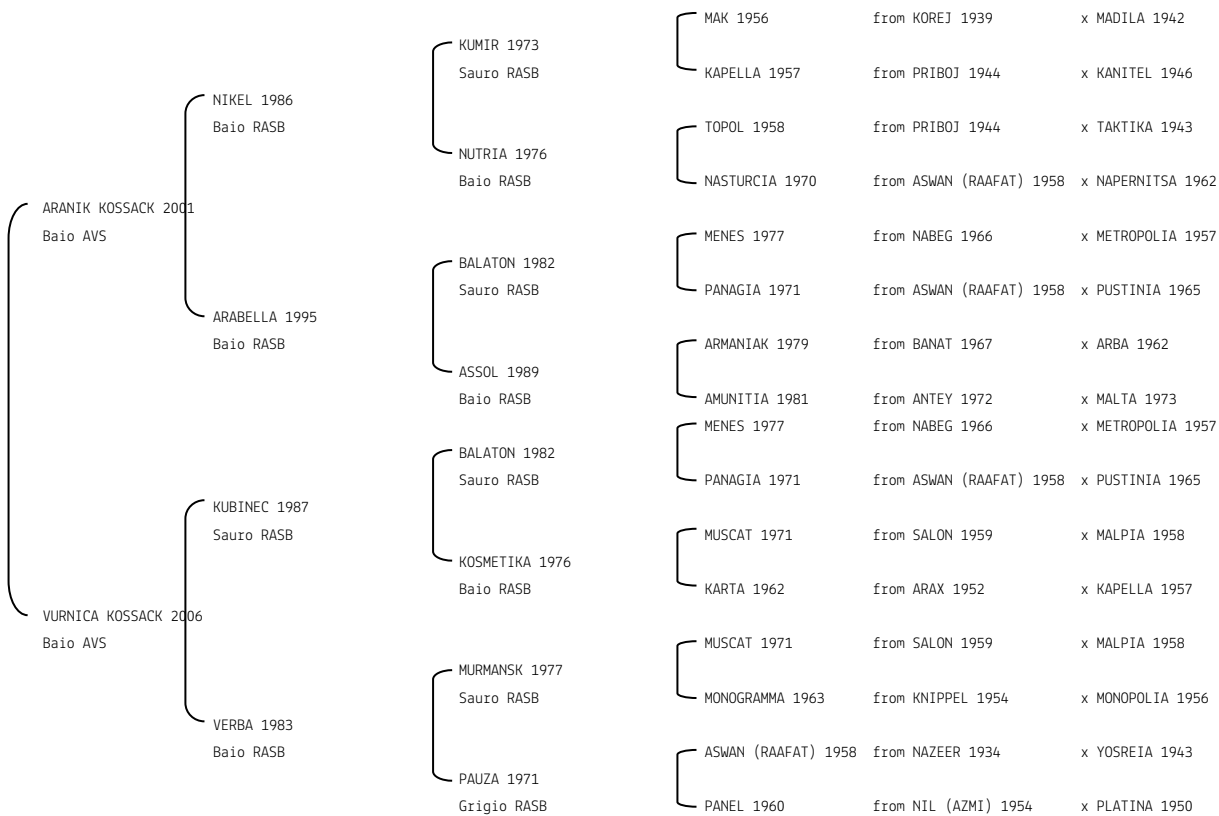 MAK 1956 from KOREJ 1939 x MADILA 1942
KUMIR 1973
Sauro RASB KAPELLA 1957 from PRIBOJ 1944 x KANITEL 1946
NIKEL 1986
Baio RASB TOPOL 1958 from PRIBOJ 1944 x TAKTIKA 1943
NUTRIA 1976
Baio RASB NASTURCIA 1970 from ASWAN (RAAFAT) 1958 x NAPERNITSA 1962
ARANIK KOSSACK 2001
Baio AVS MENES 1977 from NABEG 1966 x METROPOLIA 1957
BALATON 1982
Sauro RASB PANAGIA 1971 from ASWAN (RAAFAT) 1958 x PUSTINIA 1965
ARABELLA 1995
Baio RASB ARMANIAK 1979 from BANAT 1967 x ARBA 1962
ASSOL 1989
Baio RASB AMUNITIA 1981 from ANTEY 1972 x MALTA 1973
MENES 1977 from NABEG 1966 x METROPOLIA 1957
BALATON 1982
Sauro RASB PANAGIA 1971 from ASWAN (RAAFAT) 1958 x PUSTINIA 1965
KUBINEC 1987
Sauro RASB MUSCAT 1971 from SALON 1959 x MALPIA 1958
KOSMETIKA 1976
Baio RASB KARTA 1962 from ARAX 1952 x KAPELLA 1957
VURNICA KOSSACK 2006
Baio AVS MUSCAT 1971 from SALON 1959 x MALPIA 1958
MURMANSK 1977
Sauro RASB MONOGRAMMA 1963 from KNIPPEL 1954 x MONOPOLIA 1956
VERBA 1983
Baio RASB ASWAN (RAAFAT) 1958 from NAZEER 1934 x YOSREIA 1943
PAUZA 1971
Grigio RASB PANEL 1960 from NIL (AZMI) 1954 x PLATINA 1950